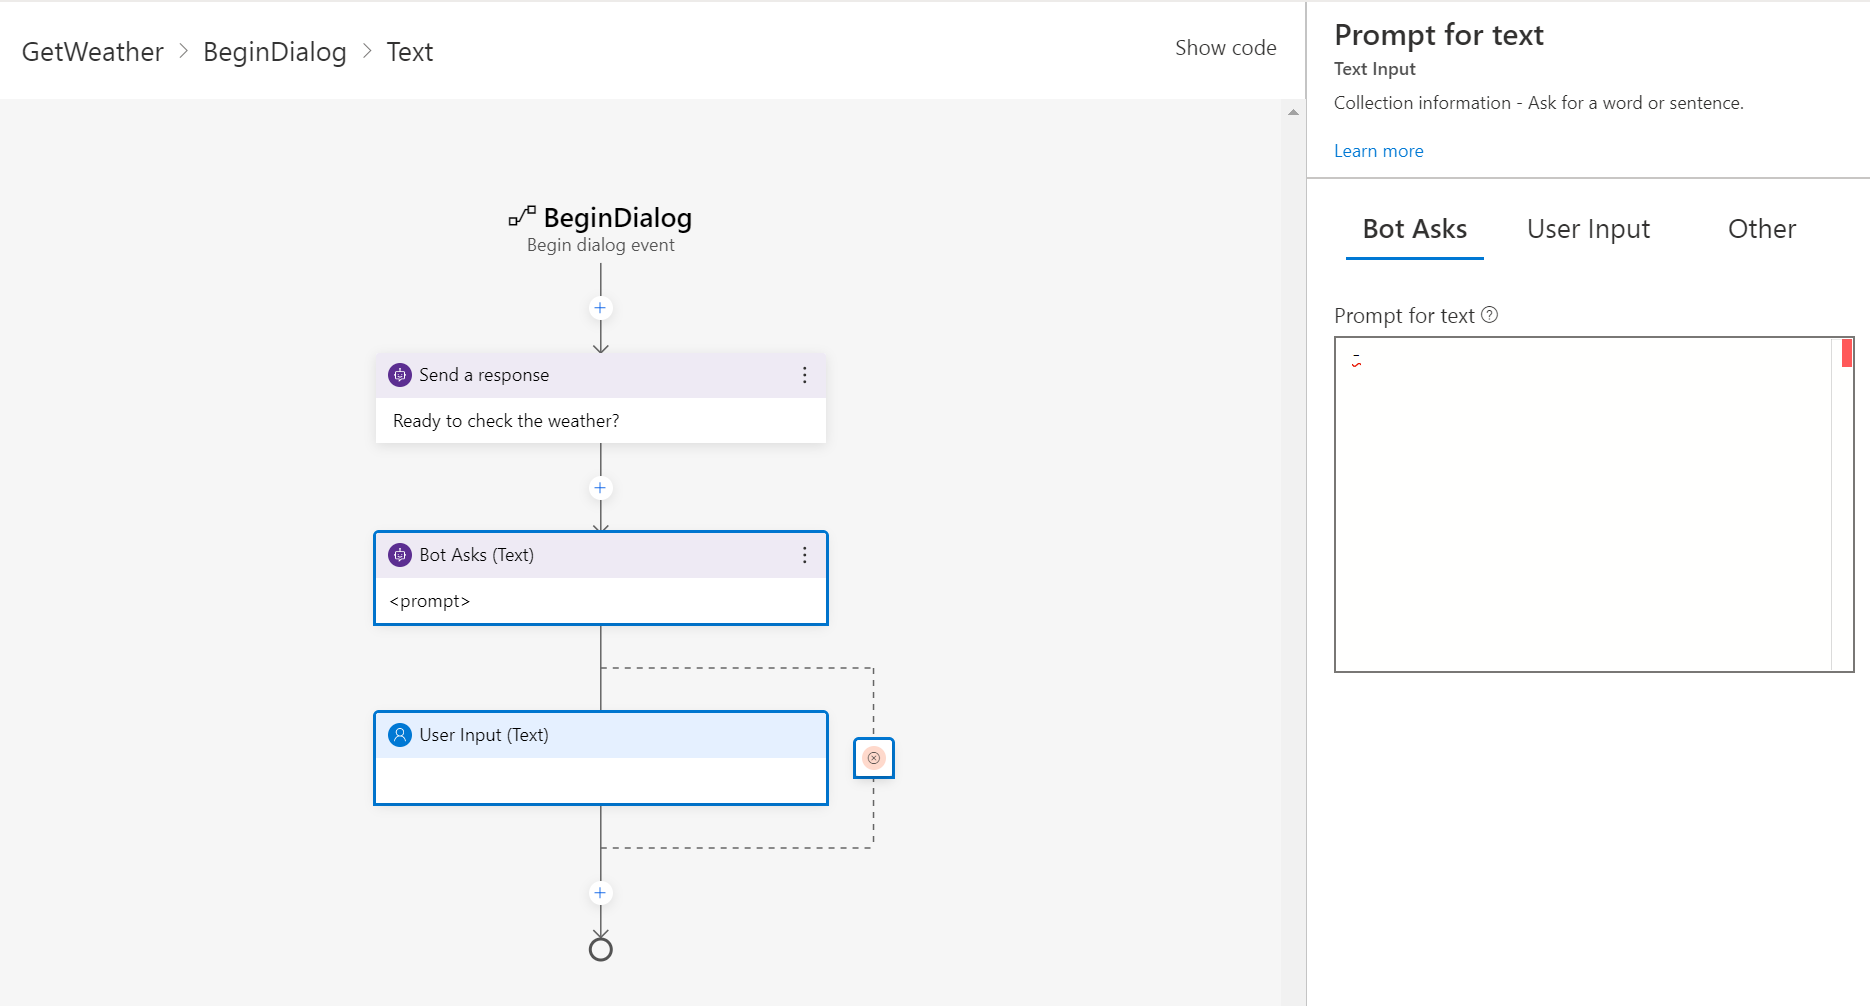 GetWeather > BeginDialog > Text
Show code
BeginDialog
Begin dialog event
Send a response
Ready to check the weather?
Bot Asks (Text)
<prompt>
User Input (Text)
Prompt for text
Text Input
Collection information - Ask for a word or sentence.
Learn more
Bot Asks
User Input
Other
Prompt for text
-